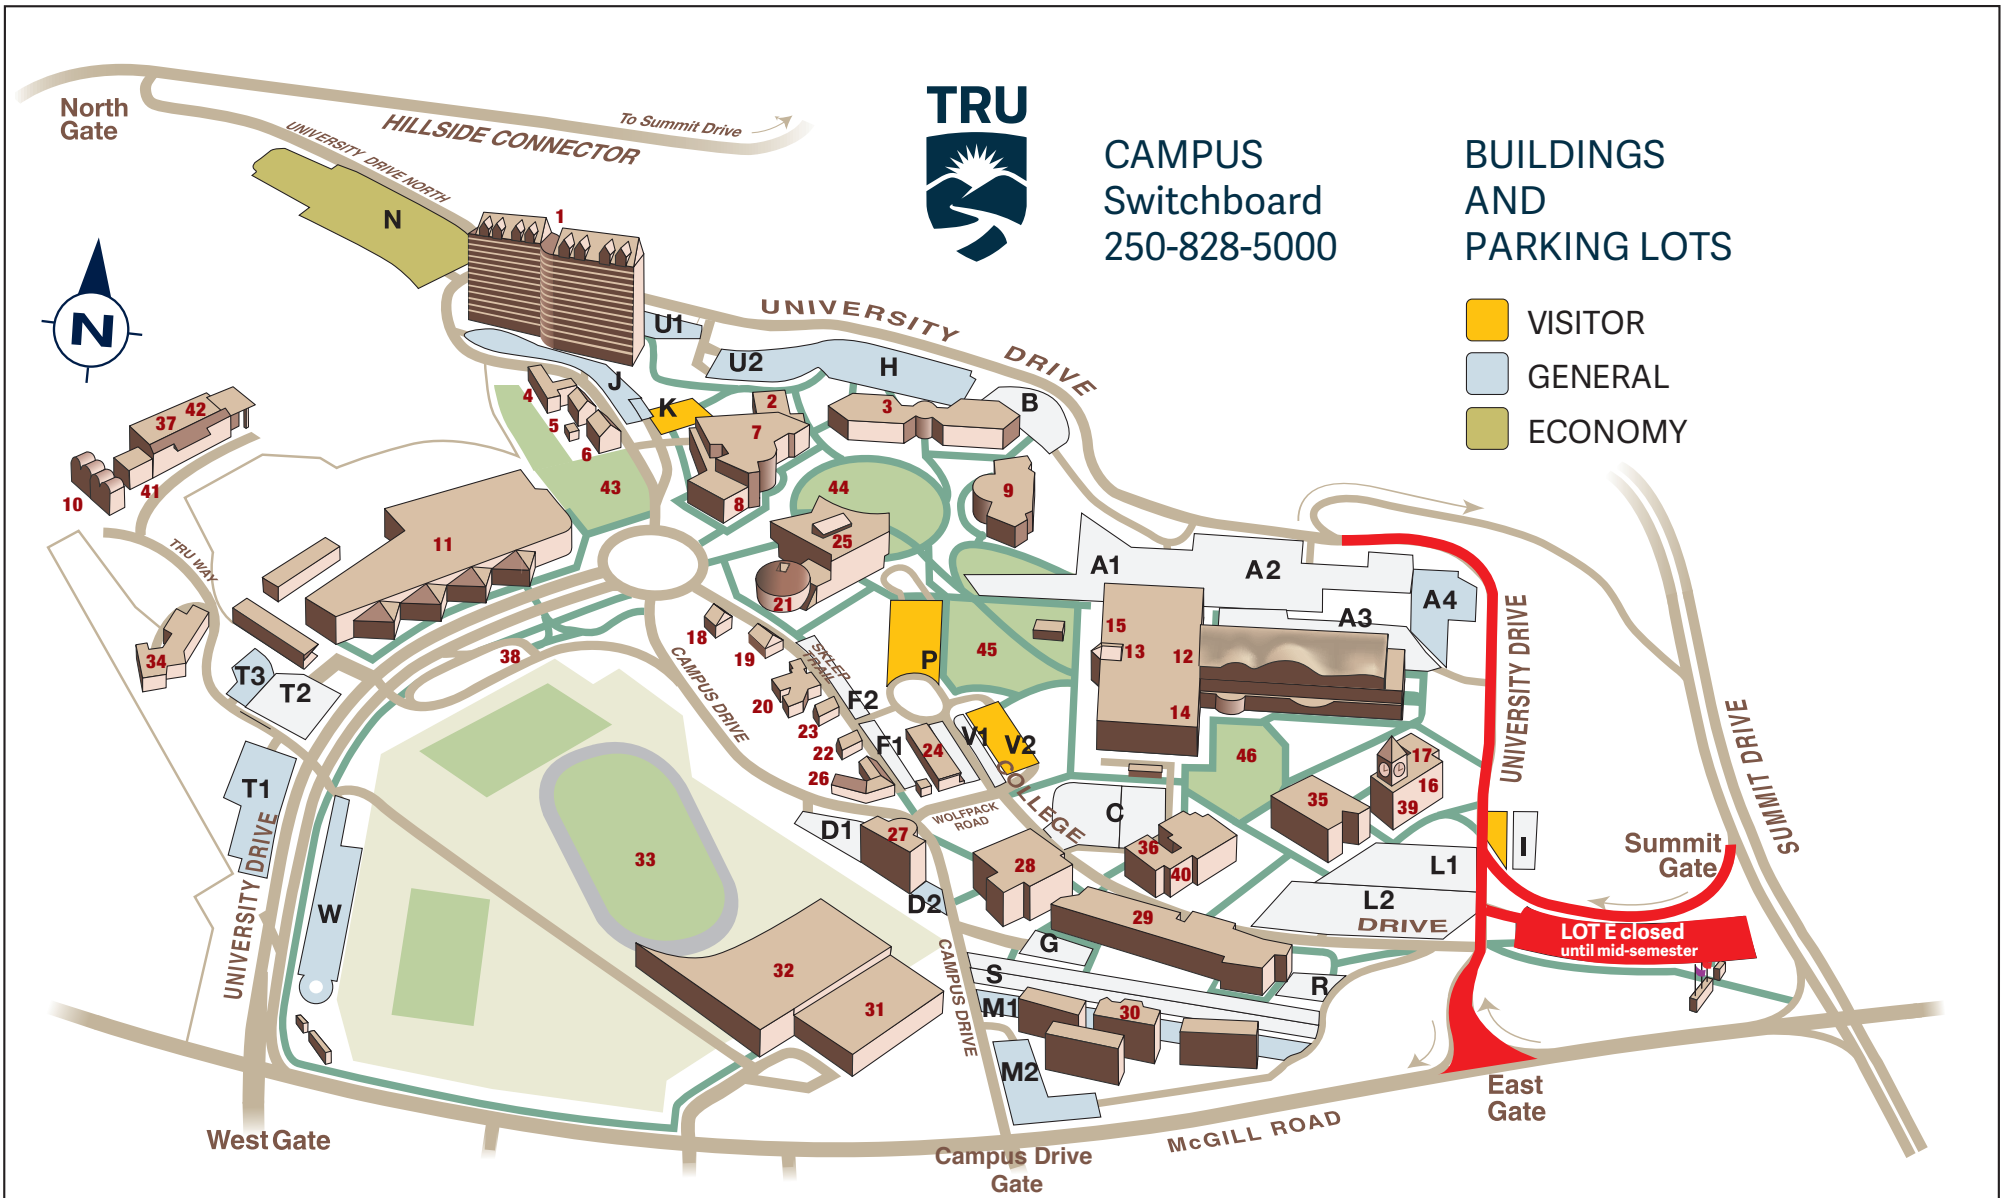 TRU
CAMPUS
Switchboard
250-828-5000
BUILDINGS
AND
PARKING LOTS
VISITOR
GENERAL
ECONOMY
North
Gate
HILLSIDE CONNECTOR
To Summit Drive
UNIVERSITY DRIVE NORTH
N
1
N
U1
UNIVERSITY DRIVE
U2
H
J
K
B
4
5
6
2
3
7
8
9
42
37
41
10
43
44
11
25
21
TRU WAY
A1
A2
A3
A4
15
13
12
14
18
19
20
SKLEP
TRAIL
23
22
26
F2
F1
24
P
45
V1
V2
34
T3
T2
38
CAMPUS DRIVE
UNIVERSITY DRIVE
46
17
16
39
35
SUMMIT DRIVE
T1
UNIVERSITY DRIVE
W
33
D1
27
WOLFPACK
ROAD
COLLEGE
C
28
36
40
I
Summit
Gate
L1
L2
DRIVE
D2
29
LOT E closed
until mid-semester
G
S
R
M1
30
32
31
CAMPUS DRIVE
M2
East
Gate
West Gate
McGILL ROAD
Campus Drive
Gate